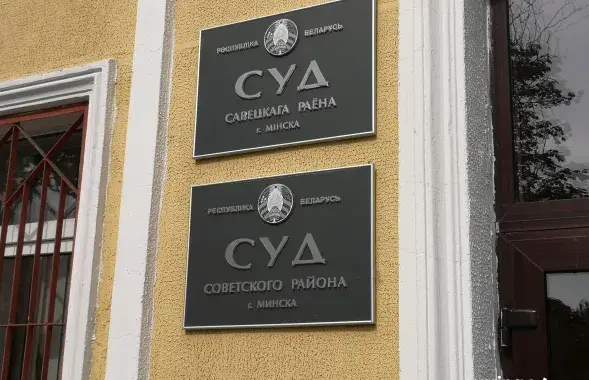 РЭСПУБЛІКА БЕЛАРУСЬ
СУД
САВЕЦКАГА РАЁНА
г. МІНСКА
РЕСПУБЛИКА БЕЛАРУСЬ
СУД
СОВЕТСКОГО РАЙОНА
г. МИНСКА